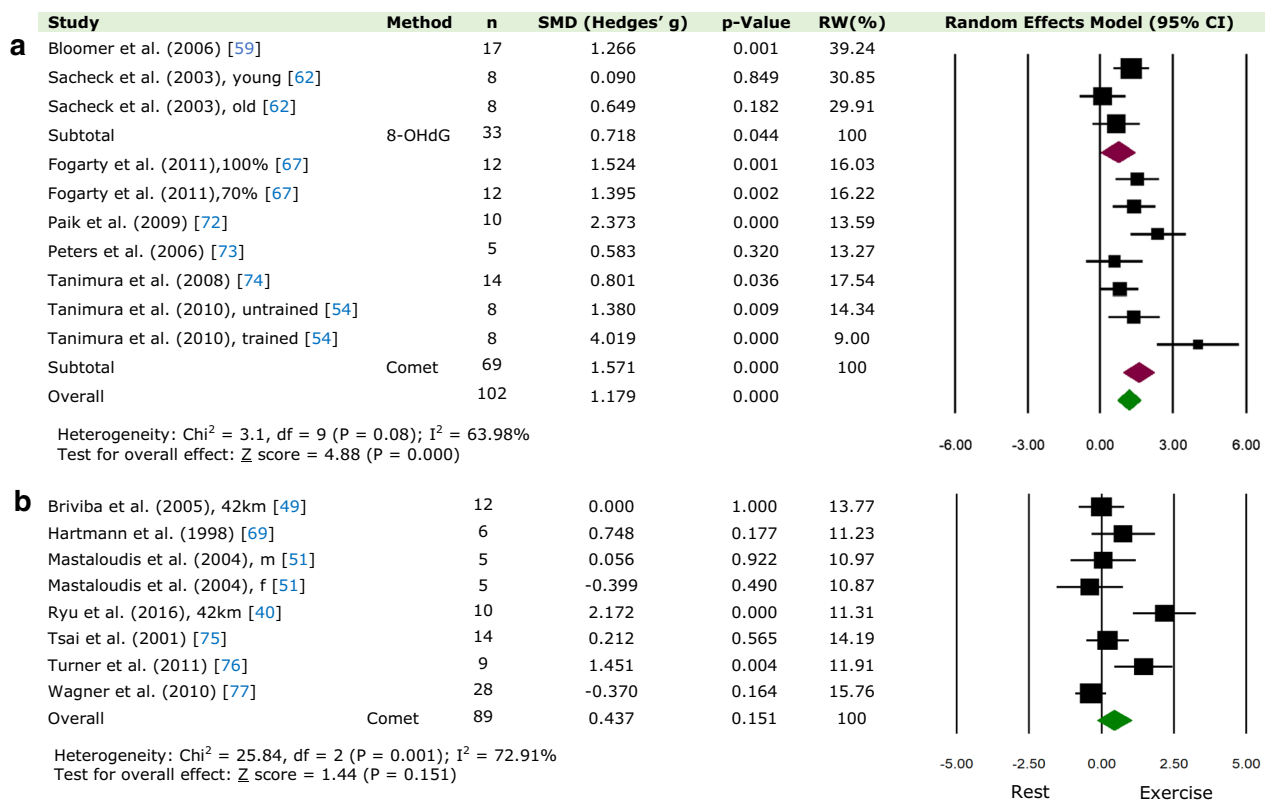 Study Method n SMD (Hedges’ g) p-Value RW(%) Random Effects Model (95% CI)
a
Bloomer et al. (2006) [59] 17 1.266 0.001 39.24
Sacheck et al. (2003), young [62] 8 0.090 0.849 30.85
Sacheck et al. (2003), old [62] 8 0.649 0.182 29.91
Subtotal 8-OHdG 33 0.718 0.044 100
Fogarty et al. (2011),100% [67] 12 1.524 0.001 16.03
Fogarty et al. (2011),70% [67] 12 1.395 0.002 16.22
Paik et al. (2009) [72] 10 2.373 0.000 13.59
Peters et al. (2006) [73] 5 0.583 0.320 13.27
Tanimura et al. (2008) [74] 14 0.801 0.036 17.54
Tanimura et al. (2010), untrained [54] 8 1.380 0.009 14.34
Tanimura et al. (2010), trained [54] 8 4.019 0.000 9.00
Subtotal Comet 69 1.571 0.000 100
Overall 102 1.179 0.000
Heterogeneity: Chi² = 3.1, df = 9 (P = 0.08); I² = 63.98%
Test for overall effect: Z score = 4.88 (P = 0.000)
-6.00 -3.00 0.00 3.00 6.00
b
Briviba et al. (2005), 42km [49] 12 0.000 1.000 13.77
Hartmann et al. (1998) [69] 6 0.748 0.177 11.23
Mastaloudis et al. (2004), m [51] 5 0.056 0.922 10.97
Mastaloudis et al. (2004), f [51] 5 -0.399 0.490 10.87
Ryu et al. (2016), 42km [40] 10 2.172 0.000 11.31
Tsai et al. (2001) [75] 14 0.212 0.565 14.19
Turner et al. (2011) [76] 9 1.451 0.004 11.91
Wagner et al. (2010) [77] 28 -0.370 0.164 15.76
Overall Comet 89 0.437 0.151 100
Heterogeneity: Chi² = 25.84, df = 2 (P = 0.001); I² = 72.91%
Test for overall effect: Z score = 1.44 (P = 0.151)
-5.00 -2.50 0.00 2.50 5.00
Rest Exercise